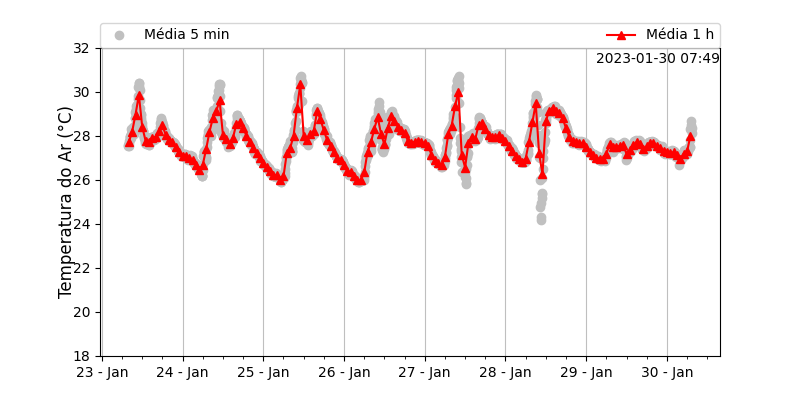 Média 5 min
Média 1 h
2023-01-30 07:49
Temperatura do Ar (°C)
32
30
28
26
24
22
20
18
23 - Jan
24 - Jan
25 - Jan
26 - Jan
27 - Jan
28 - Jan
29 - Jan
30 - Jan